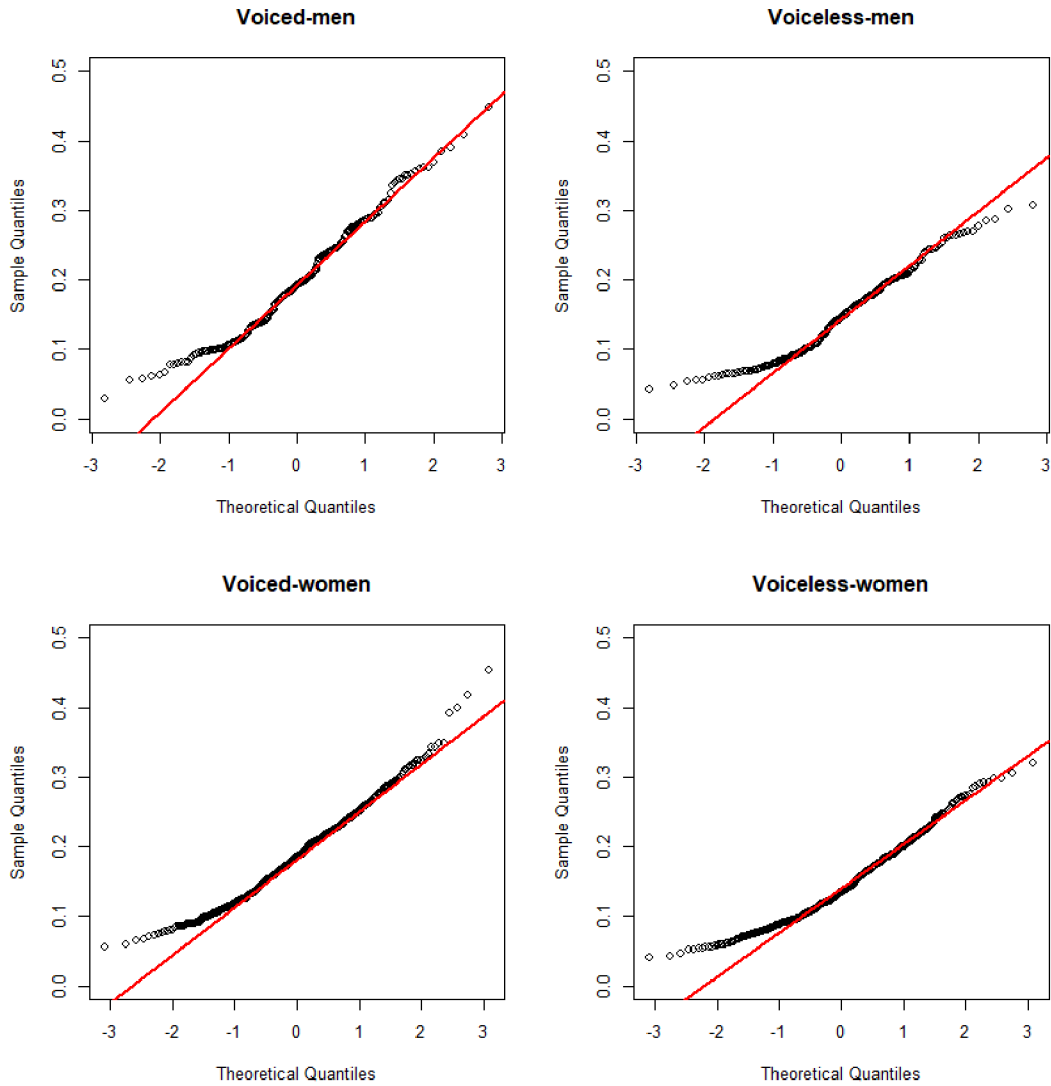 Voiced-men
Sample Quantiles
0.5
0.4
0.3
0.2
0.1
0.0
-3 -2 -1 0 1 2 3
Theoretical Quantiles
Voiceless-men
Sample Quantiles
0.5
0.4
0.3
0.2
0.1
0.0
-3 -2 -1 0 1 2 3
Theoretical Quantiles
Voiced-women
Sample Quantiles
0.5
0.4
0.3
0.2
0.1
0.0
-3 -2 -1 0 1 2 3
Theoretical Quantiles
Voiceless-women
Sample Quantiles
0.5
0.4
0.3
0.2
0.1
0.0
-3 -2 -1 0 1 2 3
Theoretical Quantiles